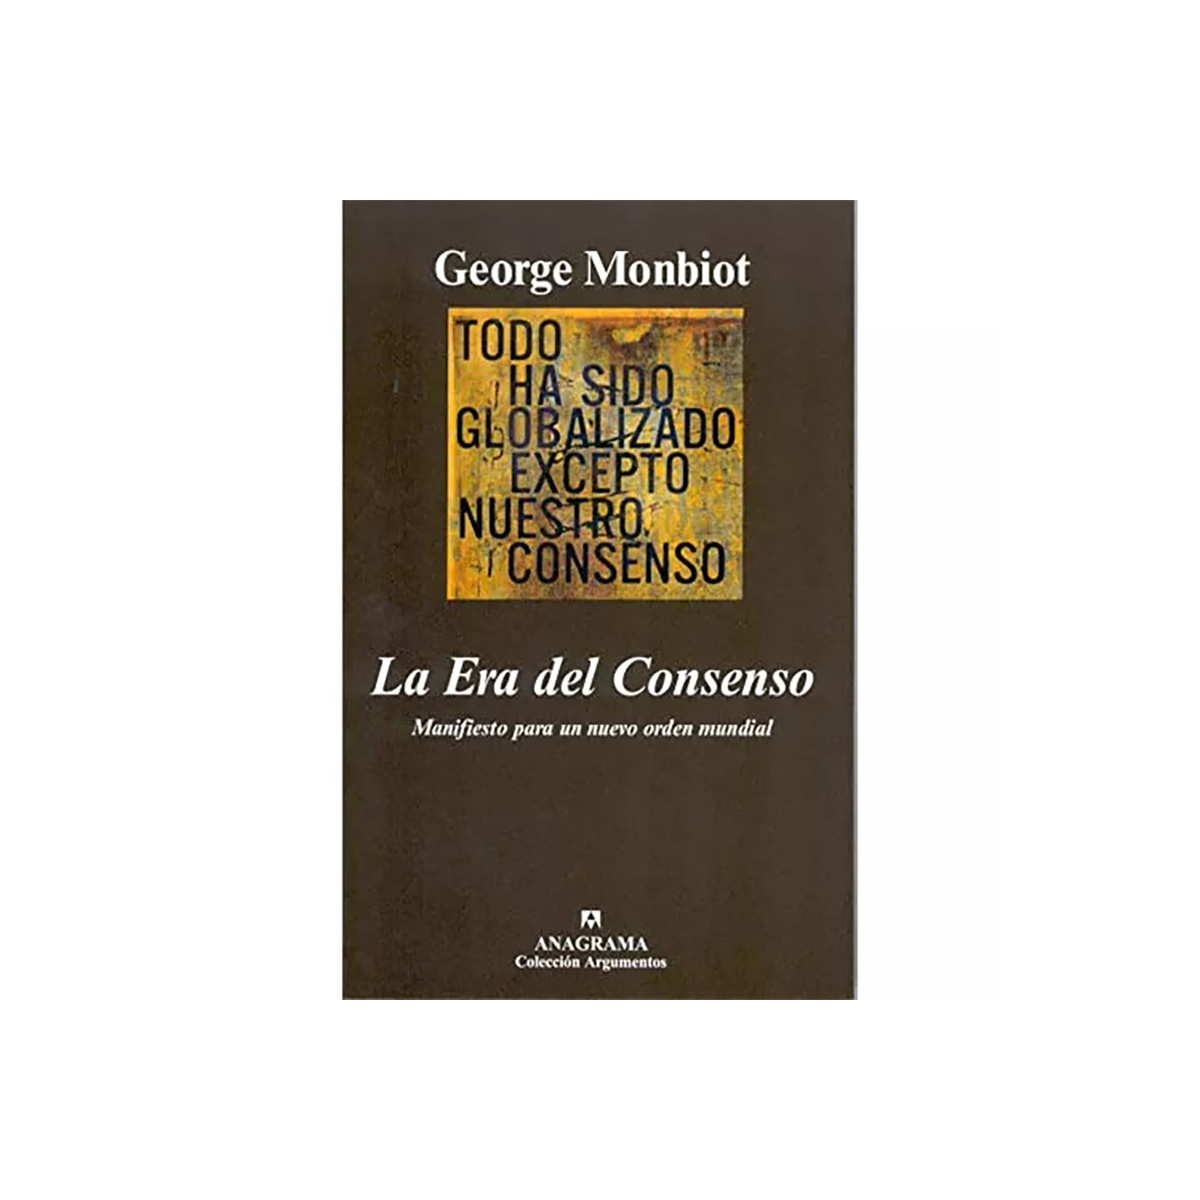 George Monbiot
TODO
HA SIDO
GLOBALIZADO
EXCEPTO
NUESTRO
CONSENSO
La Era del Consenso
Manifiesto para un nuevo orden mundial
ANAGRAMA
Colección Argumentos